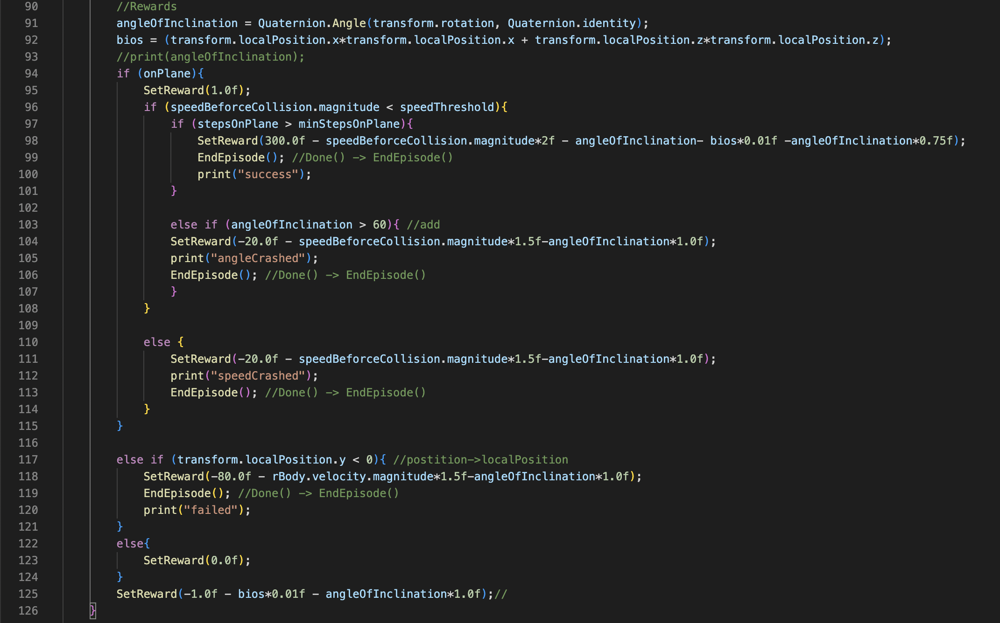 90 //Rewards
91 angleOfInclination = Quaternion.Angle(transform.rotation, Quaternion.identity);
92 bios = (transform.localPosition.x*transform.localPosition.x + transform.localPosition.z*transform.localPosition.z);
93 //print(angleOfInclination);
94 if (onPlane){
95 SetReward(1.0f);
96 if (speedBeforceCollision.magnitude < speedThreshold){
97 if (stepsOnPlane > minStepsOnPlane){
98 SetReward(300.0f - speedBeforceCollision.magnitude*2f - angleOfInclination- bios*0.01f -angleOfInclination*0.75f);
99 EndEpisode(); //Done() -> EndEpisode()
100 print("success");
101 }
102
103 else if (angleOfInclination > 60){ //add
104 SetReward(-20.0f - speedBeforceCollision.magnitude*1.5f-angleOfInclination*1.0f);
105 print("angleCrashed");
106 EndEpisode(); //Done() -> EndEpisode()
107 }
108 }
109
110 else {
111 SetReward(-20.0f - speedBeforceCollision.magnitude*1.5f-angleOfInclination*1.0f);
112 print("speedCrashed");
113 EndEpisode(); //Done() -> EndEpisode()
114 }
115 }
116
117 else if (transform.localPosition.y < 0){ //postition->localPosition
118 SetReward(-80.0f - rBody.velocity.magnitude*1.5f-angleOfInclination*1.0f);
119 EndEpisode(); //Done() -> EndEpisode()
120 print("failed");
121 }
122 else{
123 SetReward(0.0f);
124 }
125 SetReward(-1.0f - bios*0.01f - angleOfInclination*1.0f);//
126 }